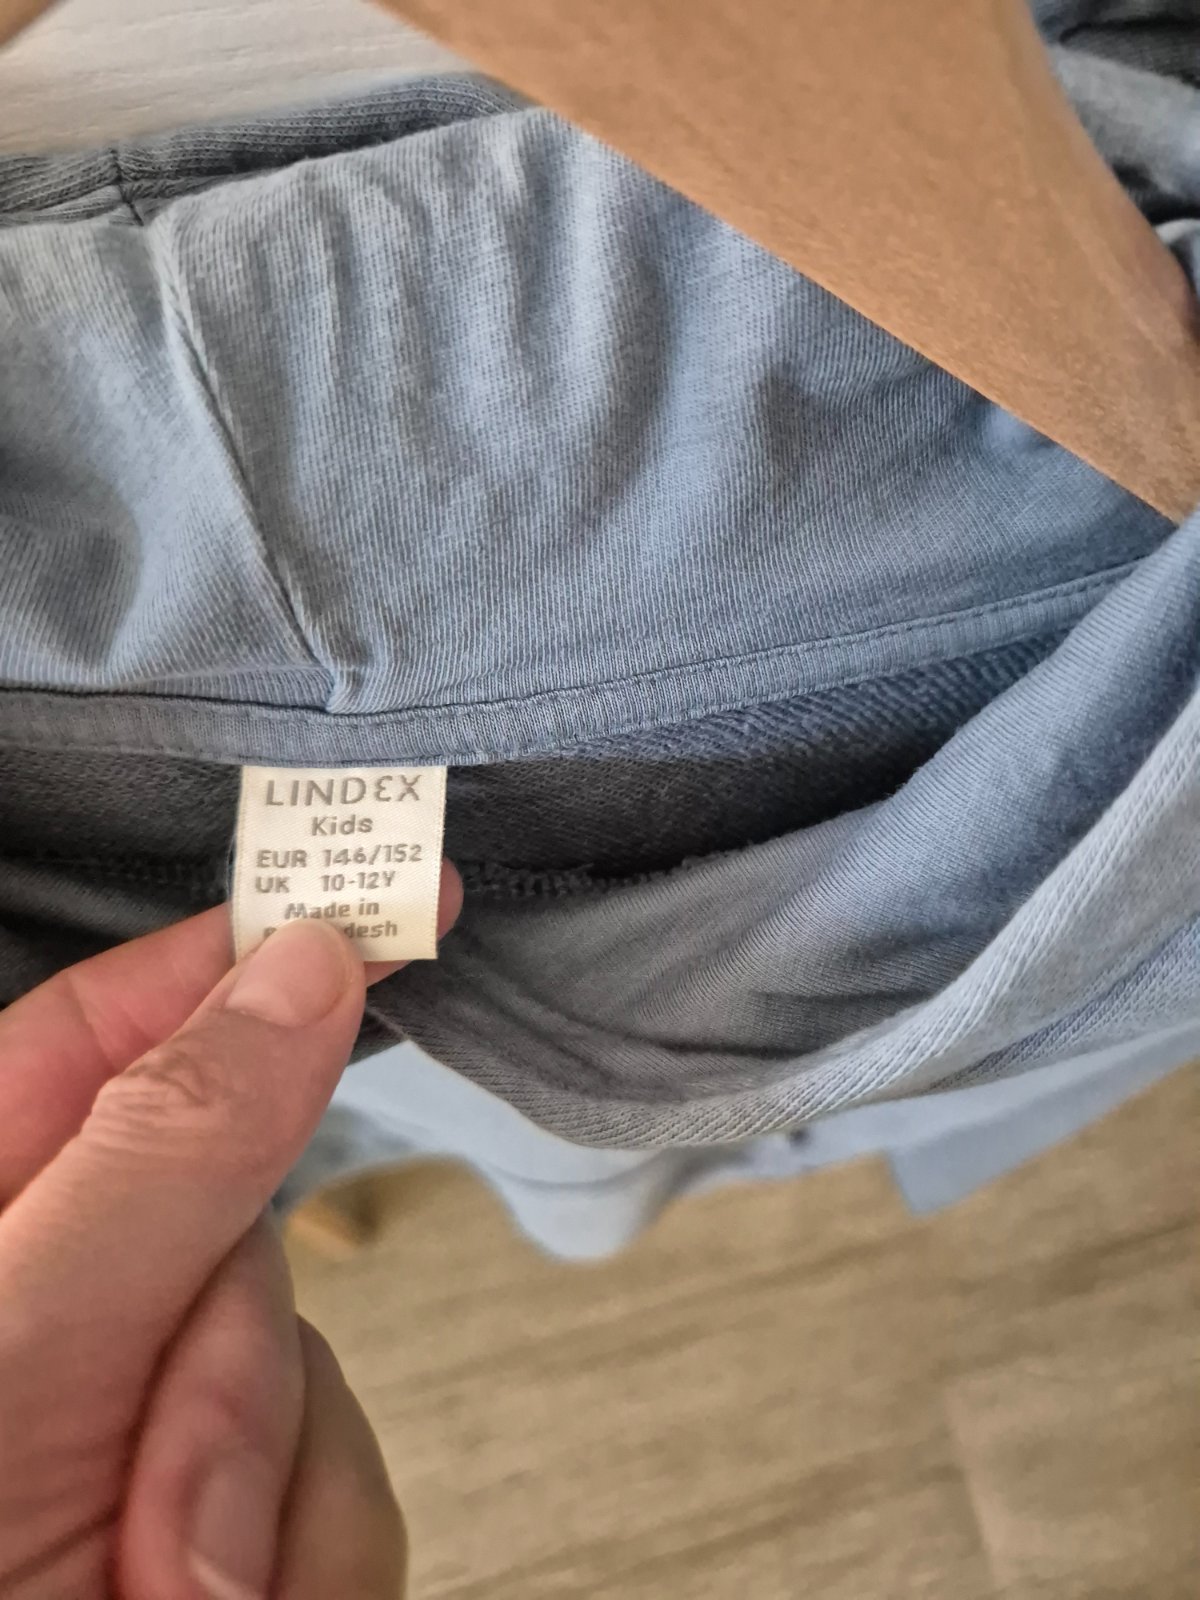 LINDEX
Kids
EUR 146/152
UK 10-12Y
Made in